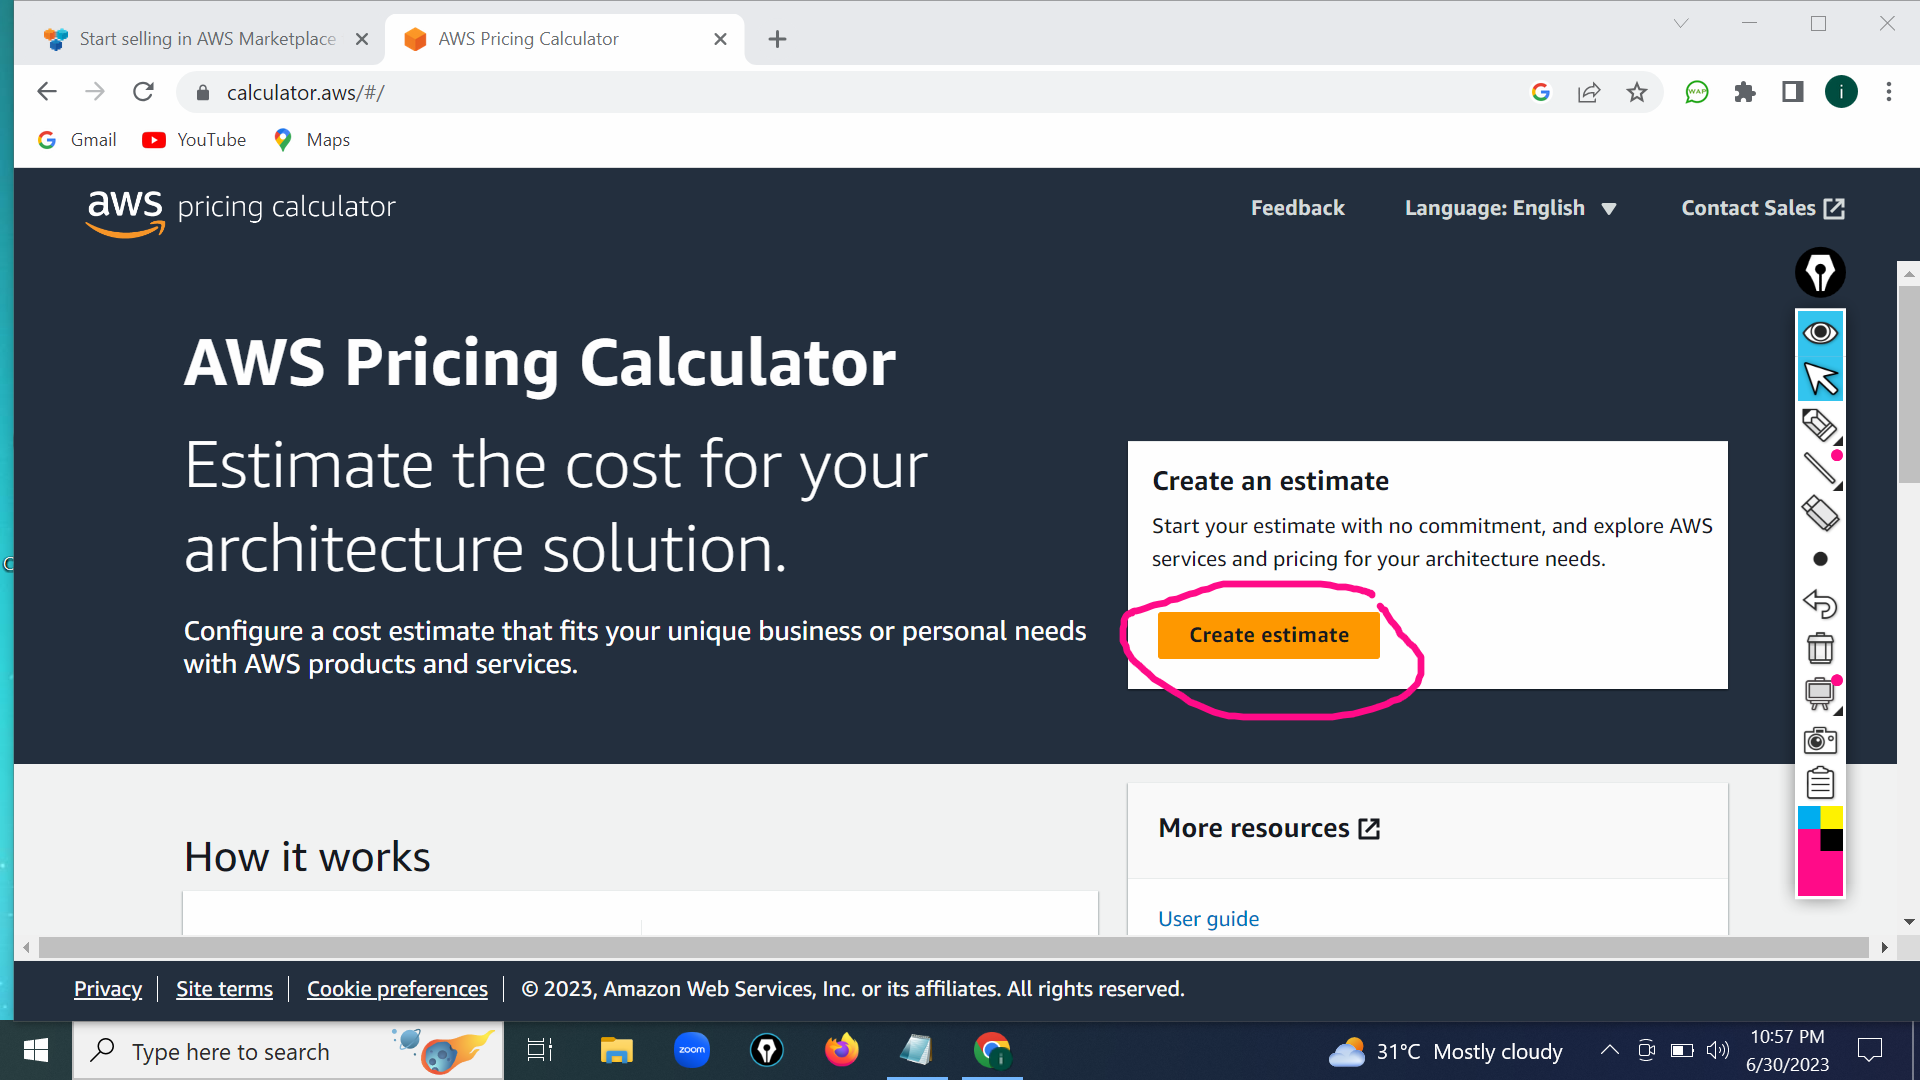 Start selling in AWS Marketplace
AWS Pricing Calculator
calculator.aws/#/
WAP
i
Gmail
YouTube
Maps
aws pricing calculator
Feedback
Language: English
Contact Sales
AWS Pricing Calculator
Estimate the cost for your
architecture solution.
Configure a cost estimate that fits your unique business or personal needs
with AWS products and services.
Create an estimate
Start your estimate with no commitment, and explore AWS
services and pricing for your architecture needs.
Create estimate
How it works
More resources
User guide
Privacy
Site terms
Cookie preferences
© 2023, Amazon Web Services, Inc. or its affiliates. All rights reserved.
Type here to search
zoom
i
31°C Mostly cloudy
10:57 PM
6/30/2023